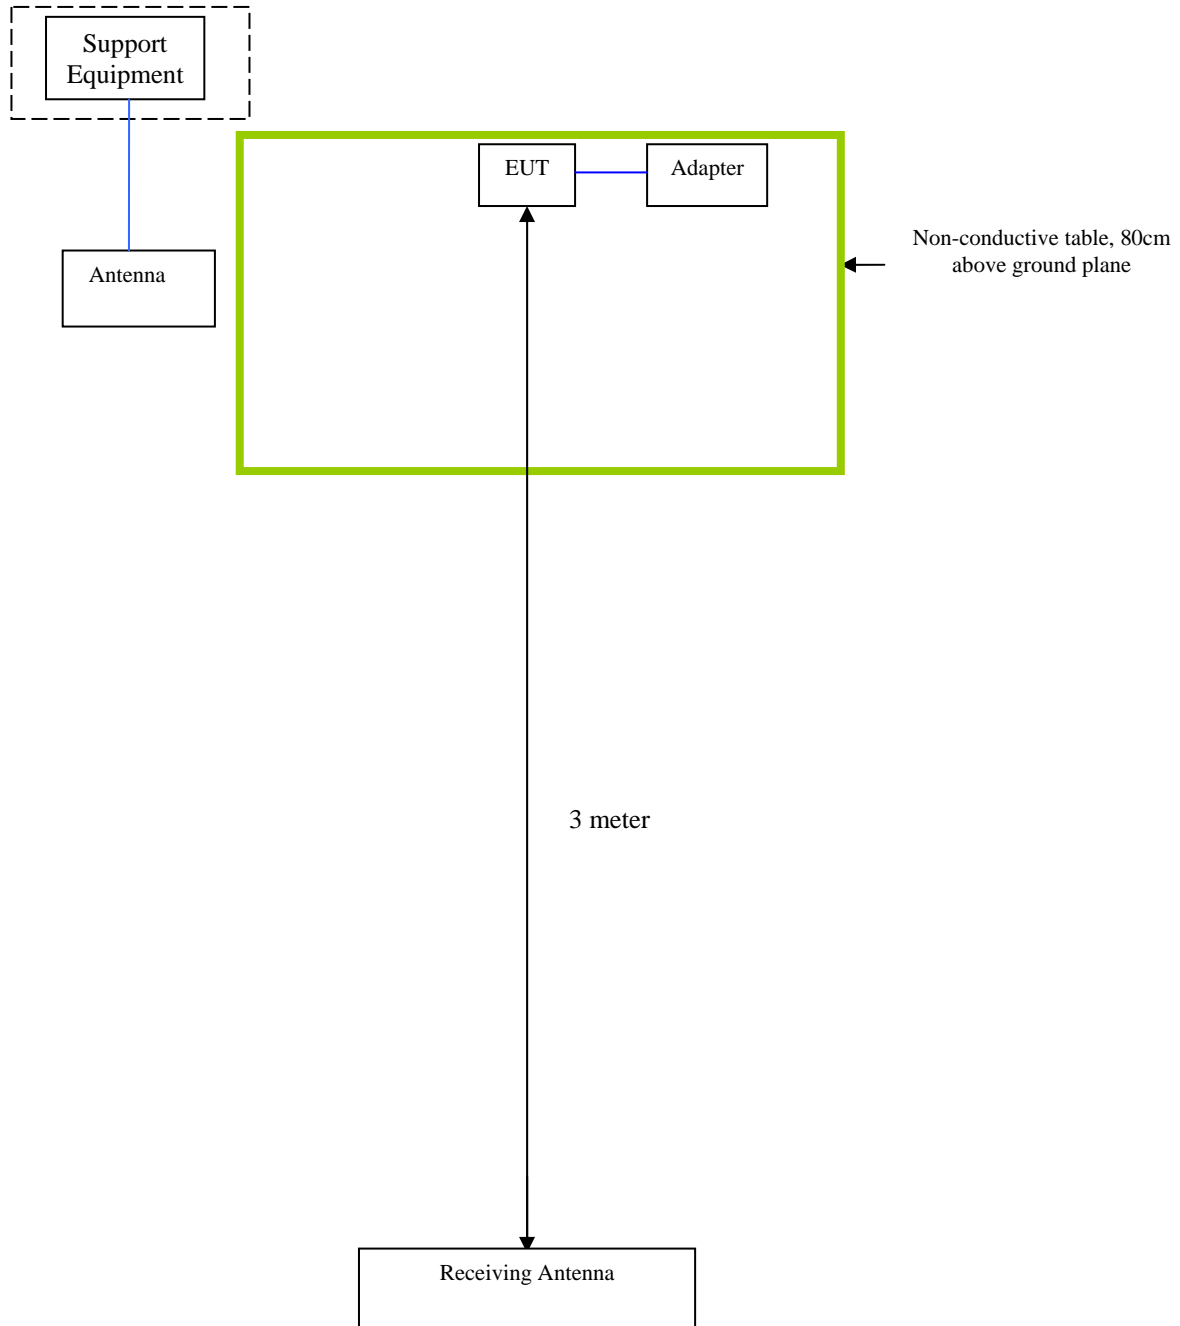 Support
Equipment
EUT
Adapter
Antenna
Non-conductive table, 80cm
above ground plane
3 meter
Receiving Antenna